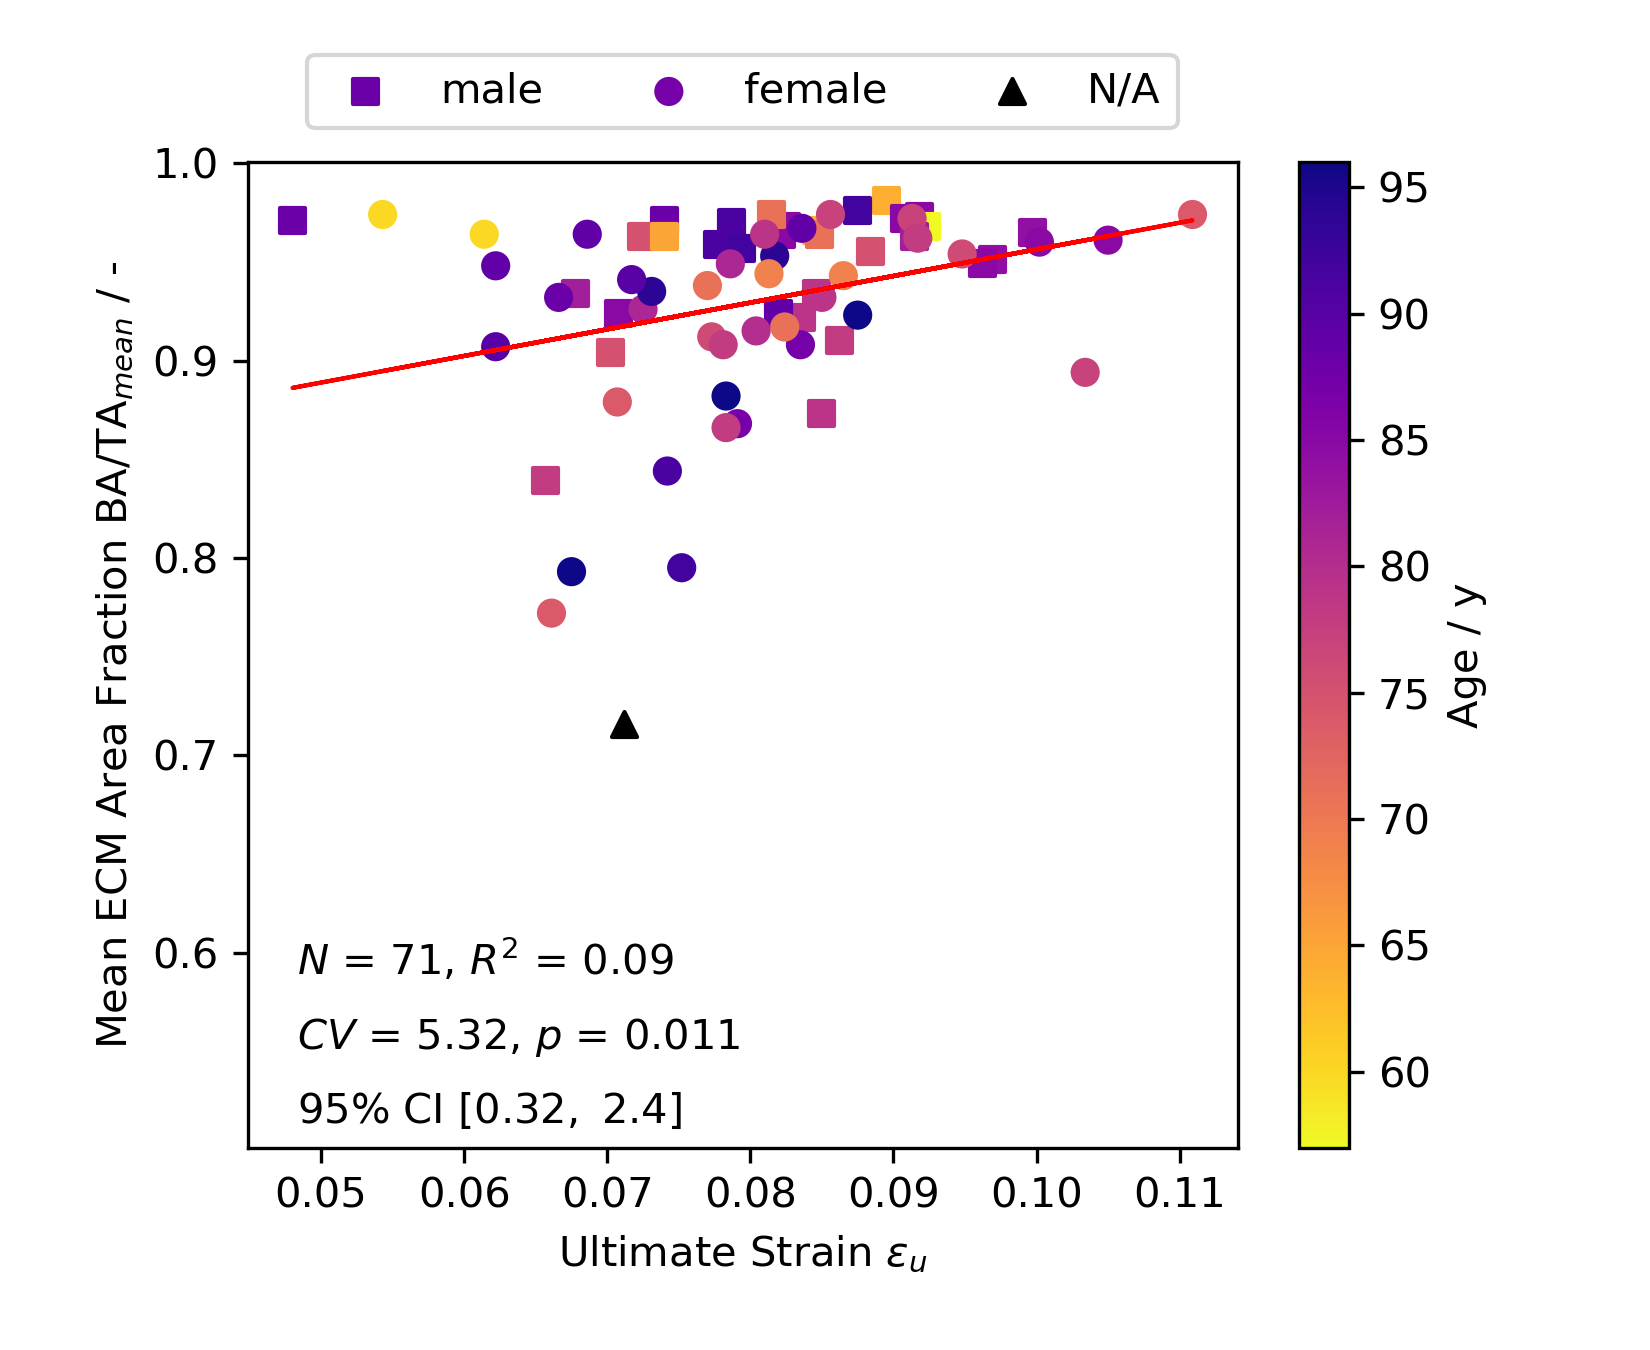 male female N/A
1.0
0.9
0.8
0.7
0.6
Mean ECM Area Fraction BA/TA_mean / -
N = 71, R² = 0.09
CV = 5.32, p = 0.011
95% CI [0.32, 2.4]
0.05 0.06 0.07 0.08 0.09 0.10 0.11
Ultimate Strain ε_u
95
90
85
80
75
70
65
60
Age / y